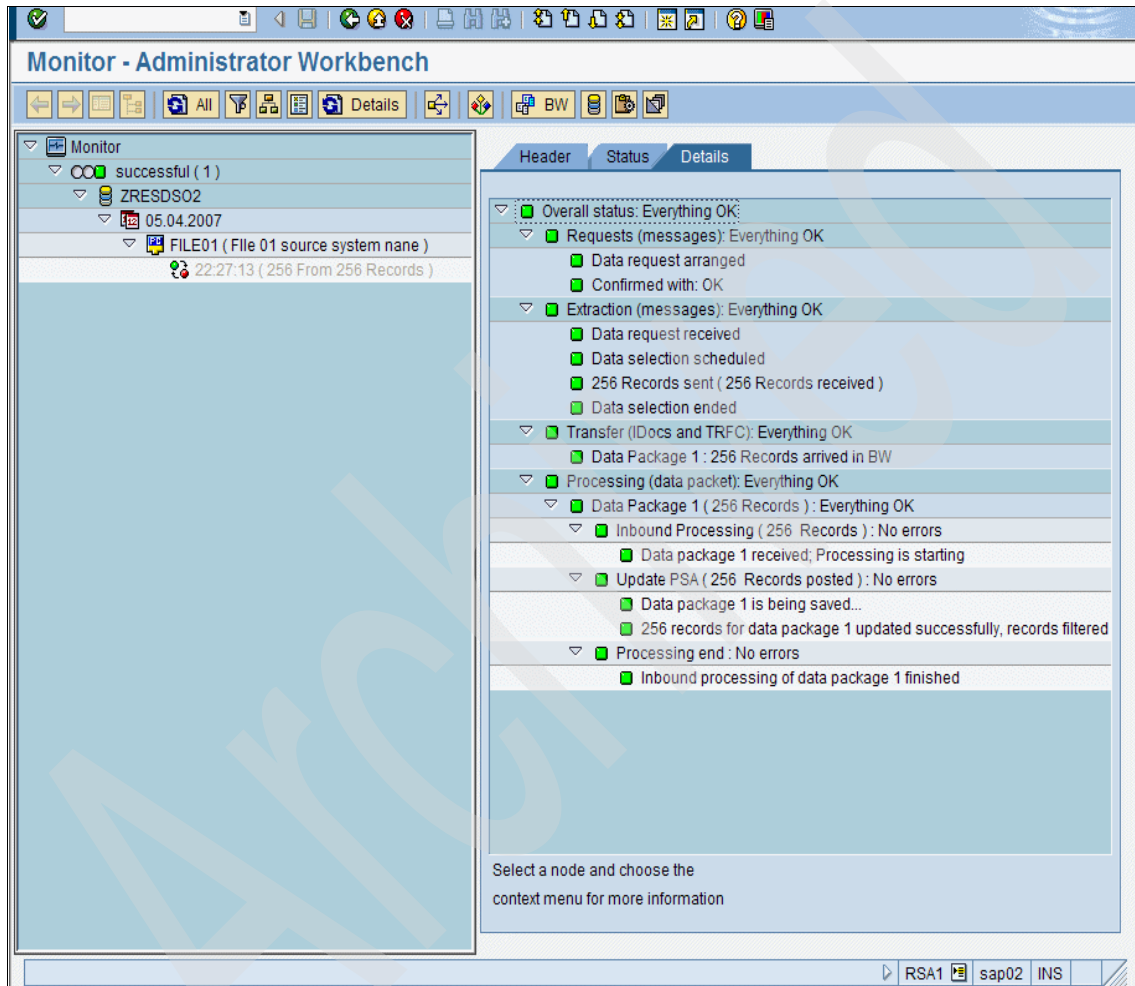 Monitor - Administrator Workbench
All
Details
BW
Monitor
successful ( 1 )
ZRESDSO2
05.04.2007
FILE01 ( FIle 01 source system nane )
22:27:13 ( 256 From 256 Records )
Header
Status
Details
Overall status: Everything OK
Requests (messages): Everything OK
Data request arranged
Confirmed with: OK
Extraction (messages): Everything OK
Data request received
Data selection scheduled
256 Records sent ( 256 Records received )
Data selection ended
Transfer (IDocs and TRFC): Everything OK
Data Package 1 : 256 Records arrived in BW
Processing (data packet): Everything OK
Data Package 1 ( 256 Records ) : Everything OK
Inbound Processing ( 256 Records ) : No errors
Data package 1 received; Processing is starting
Update PSA ( 256 Records posted ) : No errors
Data package 1 is being saved...
256 records for data package 1 updated successfully, records filtered
Processing end : No errors
Inbound processing of data package 1 finished
Select a node and choose the
context menu for more information
RSA1
sap02
INS
Archived